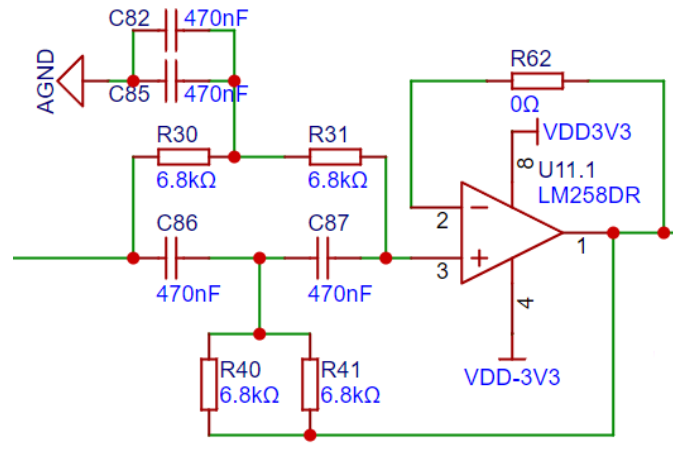 C82 470nF
AGND
C85 470nF
R30
6.8kΩ
R31
6.8kΩ
R62
0Ω
VDD3V3
8
U11.1
LM258DR
2
3
1
4
VDD-3V3
C86
470nF
C87
470nF
R40
6.8kΩ
R41
6.8kΩ